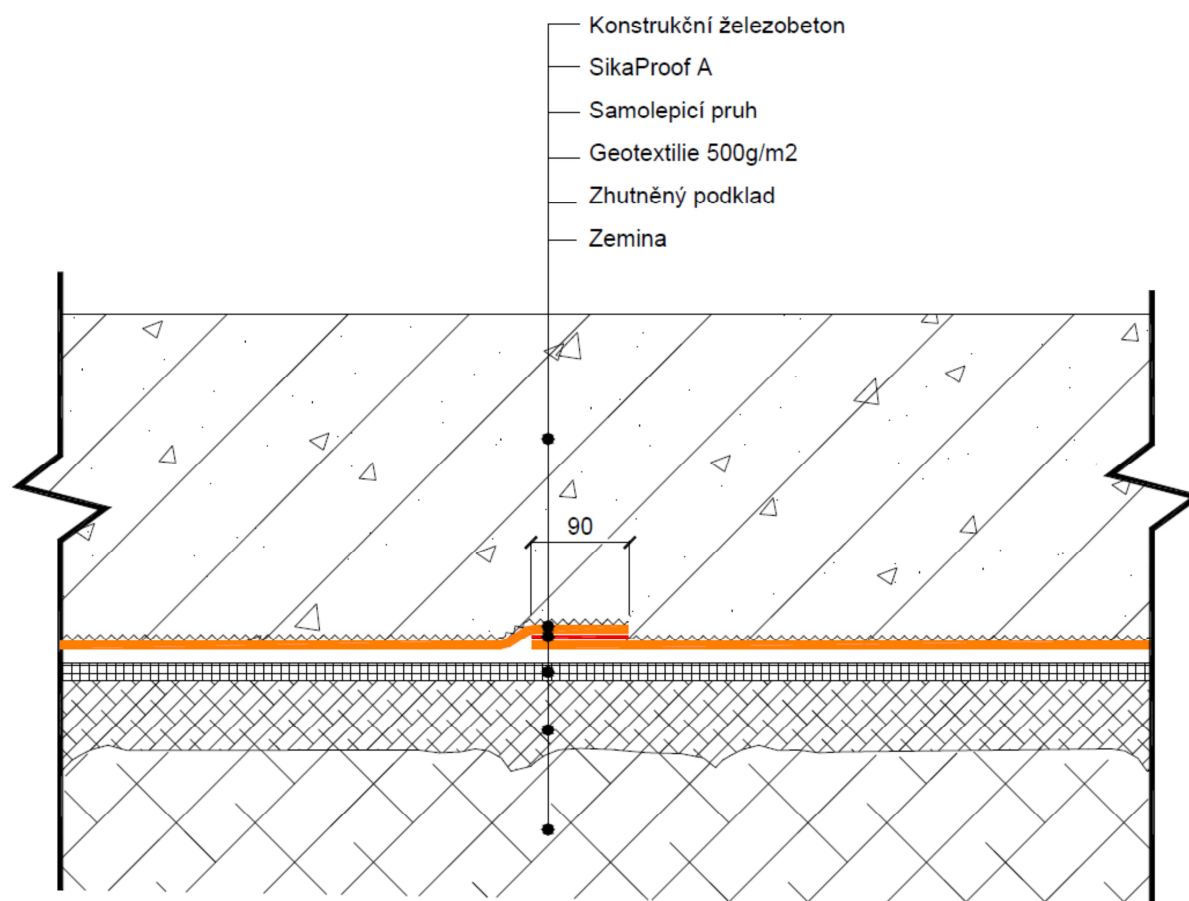 Konstrukční železobeton
SikaProof A
Samolepicí pruh
Geotextilie 500g/m2
Zhutněný podklad
Zemina
90